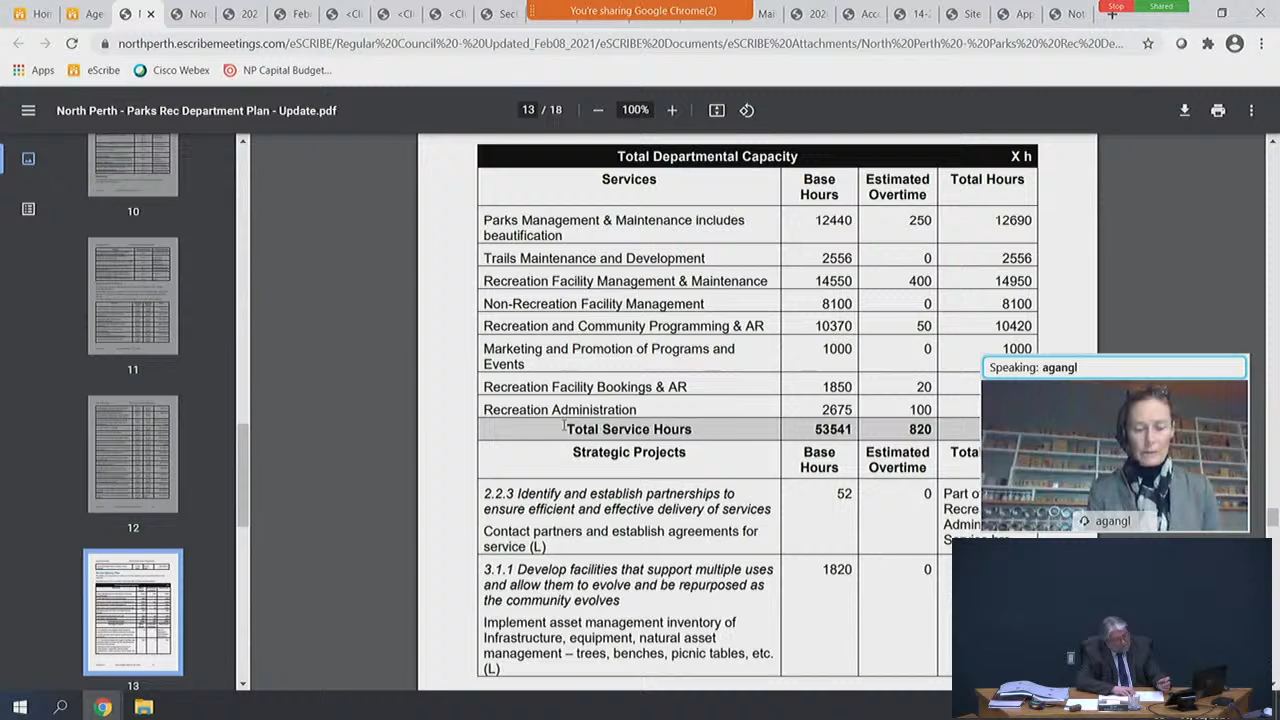 You're sharing Google Chrome(2)
Stop Shared
northperth.escribemeetings.com/eSCRIBE/Regular%20Council%20-%20Updated_Feb08_2021/eSCRIBE%20Documents/eSCRIBE%20Attachments/North%20Perth%20-%20Parks%20%20Rec%20De...
Apps eScribe Cisco Webex NP Capital Budget...
North Perth - Parks Rec Department Plan - Update.pdf 13 / 18 100%
10
11
12
13
Total Departmental Capacity X h
Services Base Hours Estimated Overtime Total Hours
Parks Management & Maintenance includes 12440 250 12690
beautification
Trails Maintenance and Development 2556 0 2556
Recreation Facility Management & Maintenance 14550 400 14950
Non-Recreation Facility Management 8100 0 8100
Recreation and Community Programming & AR 10370 50 10420
Marketing and Promotion of Programs and 1000 0 1000
Events
Recreation Facility Bookings & AR 1850 20
Recreation Administration 2675 100
Total Service Hours 53541 820
Strategic Projects Base Hours Estimated Overtime
2.2.3 Identify and establish partnerships to 52 0 Part
ensure efficient and effective delivery of services
Contact partners and establish agreements for
service (L)
3.1.1 Develop facilities that support multiple uses 1820 0
and allow them to evolve and be repurposed as
the community evolves
Implement asset management inventory of
Infrastructure, equipment, natural asset
management – trees, benches, picnic tables, etc.
(L)
Speaking: agangl
agangl